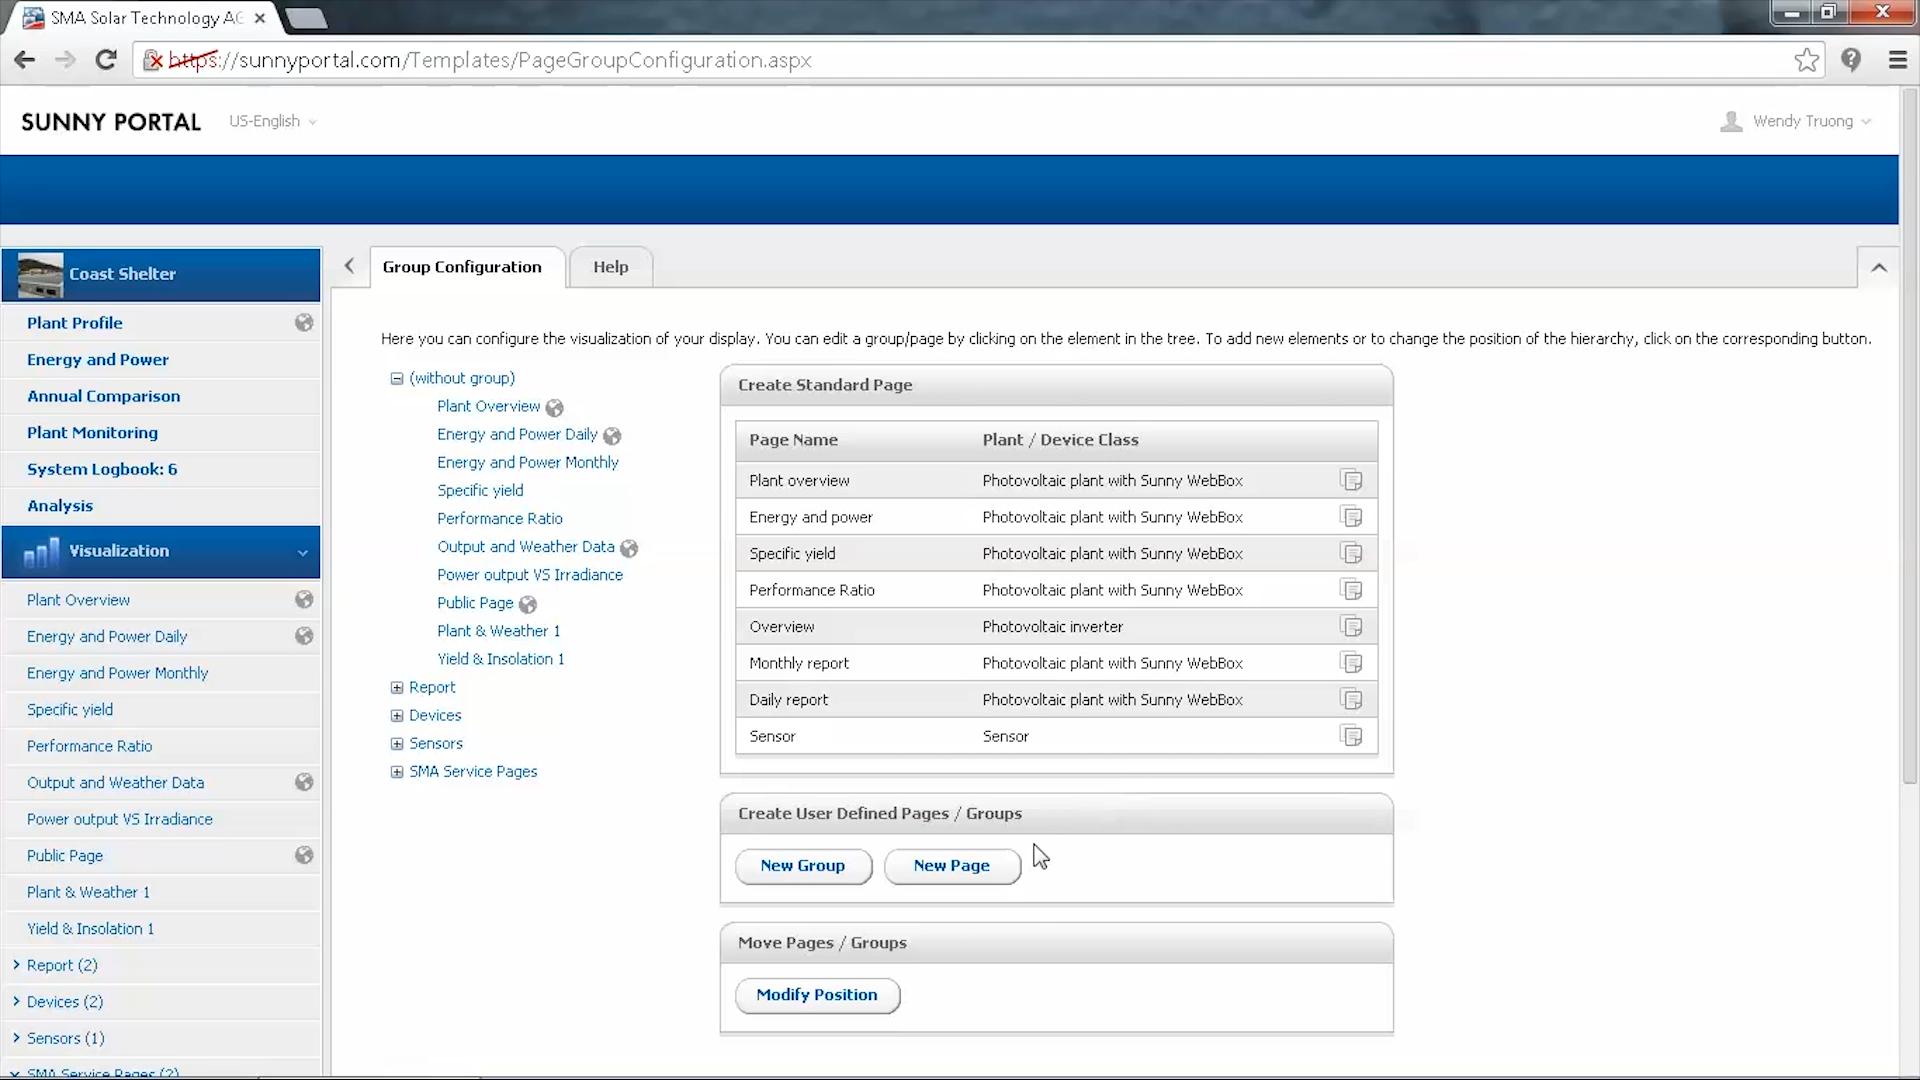 SMA Solar Technology AG
https://sunnyportal.com/Templates/PageGroupConfiguration.aspx
SUNNY PORTAL
US-English
Wendy Truong
Coast Shelter
Plant Profile
Energy and Power
Annual Comparison
Plant Monitoring
System Logbook: 6
Analysis
Visualization
Plant Overview
Energy and Power Daily
Energy and Power Monthly
Specific yield
Performance Ratio
Output and Weather Data
Power output VS Irradiance
Public Page
Plant & Weather 1
Yield & Insolation 1
Report (2)
Devices (2)
Sensors (1)
SMA Service Pages (2)
Group Configuration
Help
Here you can configure the visualization of your display. You can edit a group/page by clicking on the element in the tree. To add new elements or to change the position of the hierarchy, click on the corresponding button.
(without group)
Plant Overview
Energy and Power Daily
Energy and Power Monthly
Specific yield
Performance Ratio
Output and Weather Data
Power output VS Irradiance
Public Page
Plant & Weather 1
Yield & Insolation 1
Report
Devices
Sensors
SMA Service Pages
Create Standard Page
Page Name Plant / Device Class
Plant overview Photovoltaic plant with Sunny WebBox
Energy and power Photovoltaic plant with Sunny WebBox
Specific yield Photovoltaic plant with Sunny WebBox
Performance Ratio Photovoltaic plant with Sunny WebBox
Overview Photovoltaic inverter
Monthly report Photovoltaic plant with Sunny WebBox
Daily report Photovoltaic plant with Sunny WebBox
Sensor Sensor
Create User Defined Pages / Groups
New Group New Page
Move Pages / Groups
Modify Position